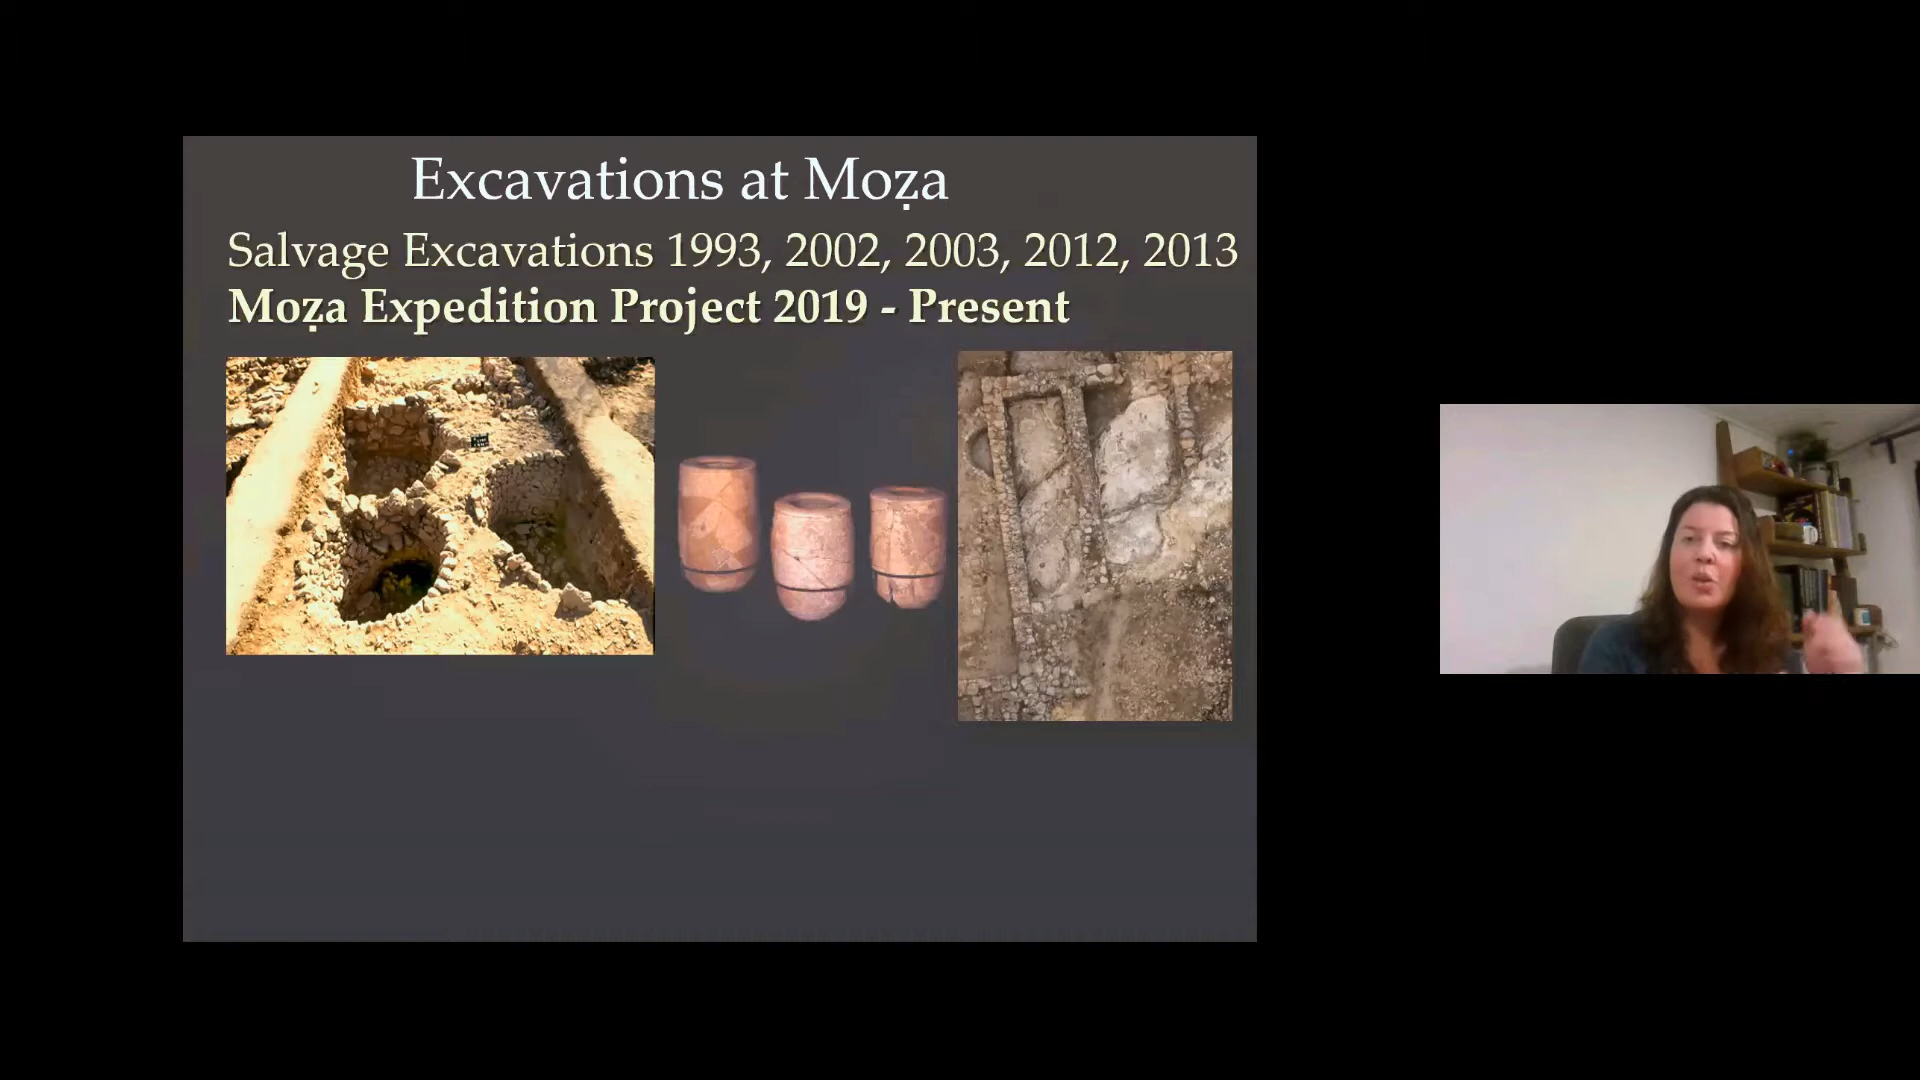 Excavations at Moẓa
Salvage Excavations 1993, 2002, 2003, 2012, 2013
Moẓa Expedition Project 2019 - Present